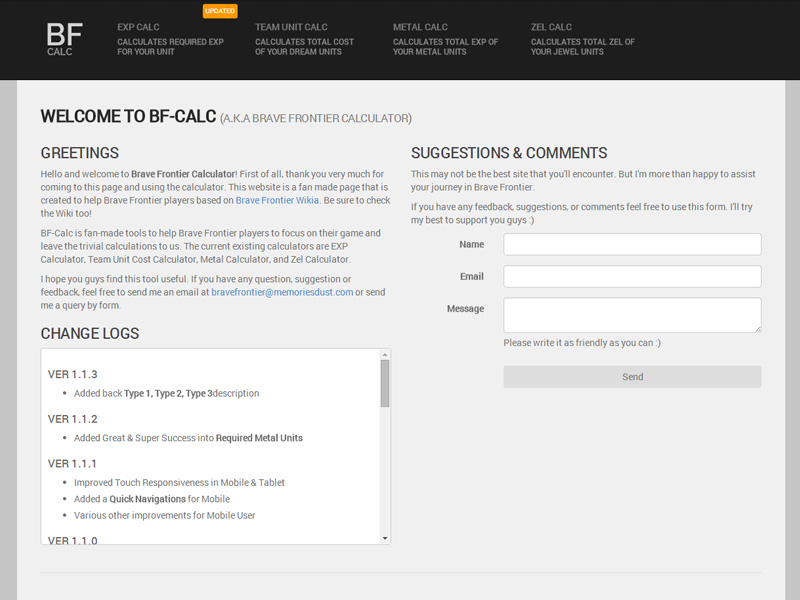 UPDATED
BF
CALC
EXP CALC
CALCULATES REQUIRED EXP
FOR YOUR UNIT
TEAM UNIT CALC
CALCULATES TOTAL COST
OF YOUR DREAM UNITS
METAL CALC
CALCULATES TOTAL EXP OF
YOUR METAL UNITS
ZEL CALC
CALCULATES TOTAL ZEL OF
YOUR JEWEL UNITS
WELCOME TO BF-CALC (A.K.A BRAVE FRONTIER CALCULATOR)
GREETINGS
Hello and welcome to Brave Frontier Calculator! First of all, thank you very much for
coming to this page and using the calculator. This website is a fan made page that is
created to help Brave Frontier players based on Brave Frontier Wikia. Be sure to check
the Wiki too!
BF-Calc is fan-made tools to help Brave Frontier players to focus on their game and
leave the trivial calculations to us. The current existing calculators are EXP
Calculator, Team Unit Cost Calculator, Metal Calculator, and Zel Calculator.
I hope you guys find this tool useful. If you have any question, suggestion or
feedback, feel free to send me an email at bravefrontier@memoriesdust.com or send
me a query by form.
CHANGE LOGS
VER 1.1.3
• Added back Type 1, Type 2, Type 3description
VER 1.1.2
• Added Great & Super Success into Required Metal Units
VER 1.1.1
• Improved Touch Responsiveness in Mobile & Tablet
• Added a Quick Navigations for Mobile
• Various other improvements for Mobile User
VER 1.1.0
SUGGESTIONS & COMMENTS
This may not be the best site that you'll encounter. But I'm more than happy to assist
your journey in Brave Frontier.
If you have any feedback, suggestions, or comments feel free to use this form. I'll try
my best to support you guys :)
Name
Email
Message
Please write it as friendly as you can :)
Send